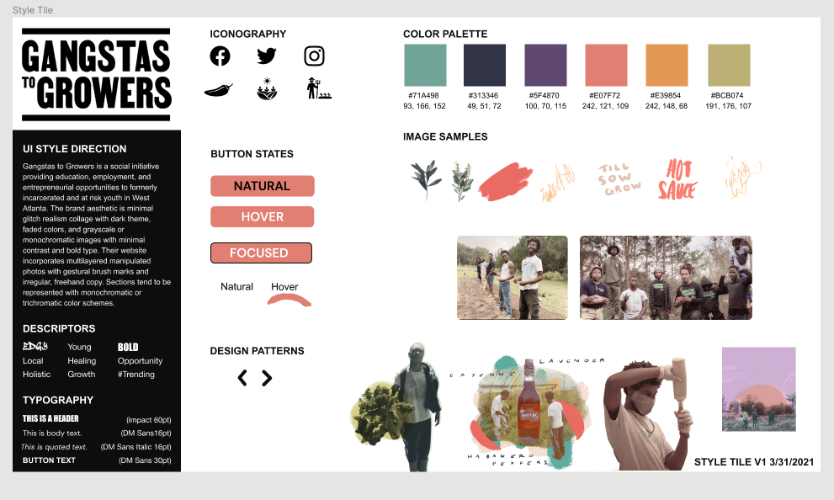 Style Tile
GANGSTAS
TO GROWERS
UI STYLE DIRECTION
Gangstas to Growers is a social initiative
providing education, employment, and
entrepreneurial opportunities to formerly
incarcerated and at risk youth in West
Atlanta. The brand aesthetic is minimal
glitch realism collage with dark theme,
faded colors, and grayscale or
monochromatic images with minimal
contrast and bold type. Their website
incorporates multilayered manipulated
photos with gestural brush marks and
irregular, freehand copy. Sections tend to be
represented with monochromatic or
trichromatic color schemes.
DESCRIPTORS
EDGY Young BOLD
Local Healing Opportunity
Holistic Growth #Trending
TYPOGRAPHY
THIS IS A HEADER (Impact 60pt)
This is body text. (DM Sans16pt)
This is quoted text. (DM Sans Italic 16pt)
BUTTON TEXT (DM Sans 30pt)
ICONOGRAPHY
BUTTON STATES
NATURAL
HOVER
FOCUSED
Natural Hover
DESIGN PATTERNS
COLOR PALETTE
#71A498 #313346 #5F4870 #E07F72 #E39854 #BCB074
93, 166, 152 49, 51, 72 100, 70, 115 242, 121, 109 242, 148, 68 191, 176, 107
IMAGE SAMPLES
TILL
SOW
GROW
HOT
SAUCE
CAYENNE LAVENDER
HABANERO
PEPPERS
STYLE TILE V1 3/31/2021